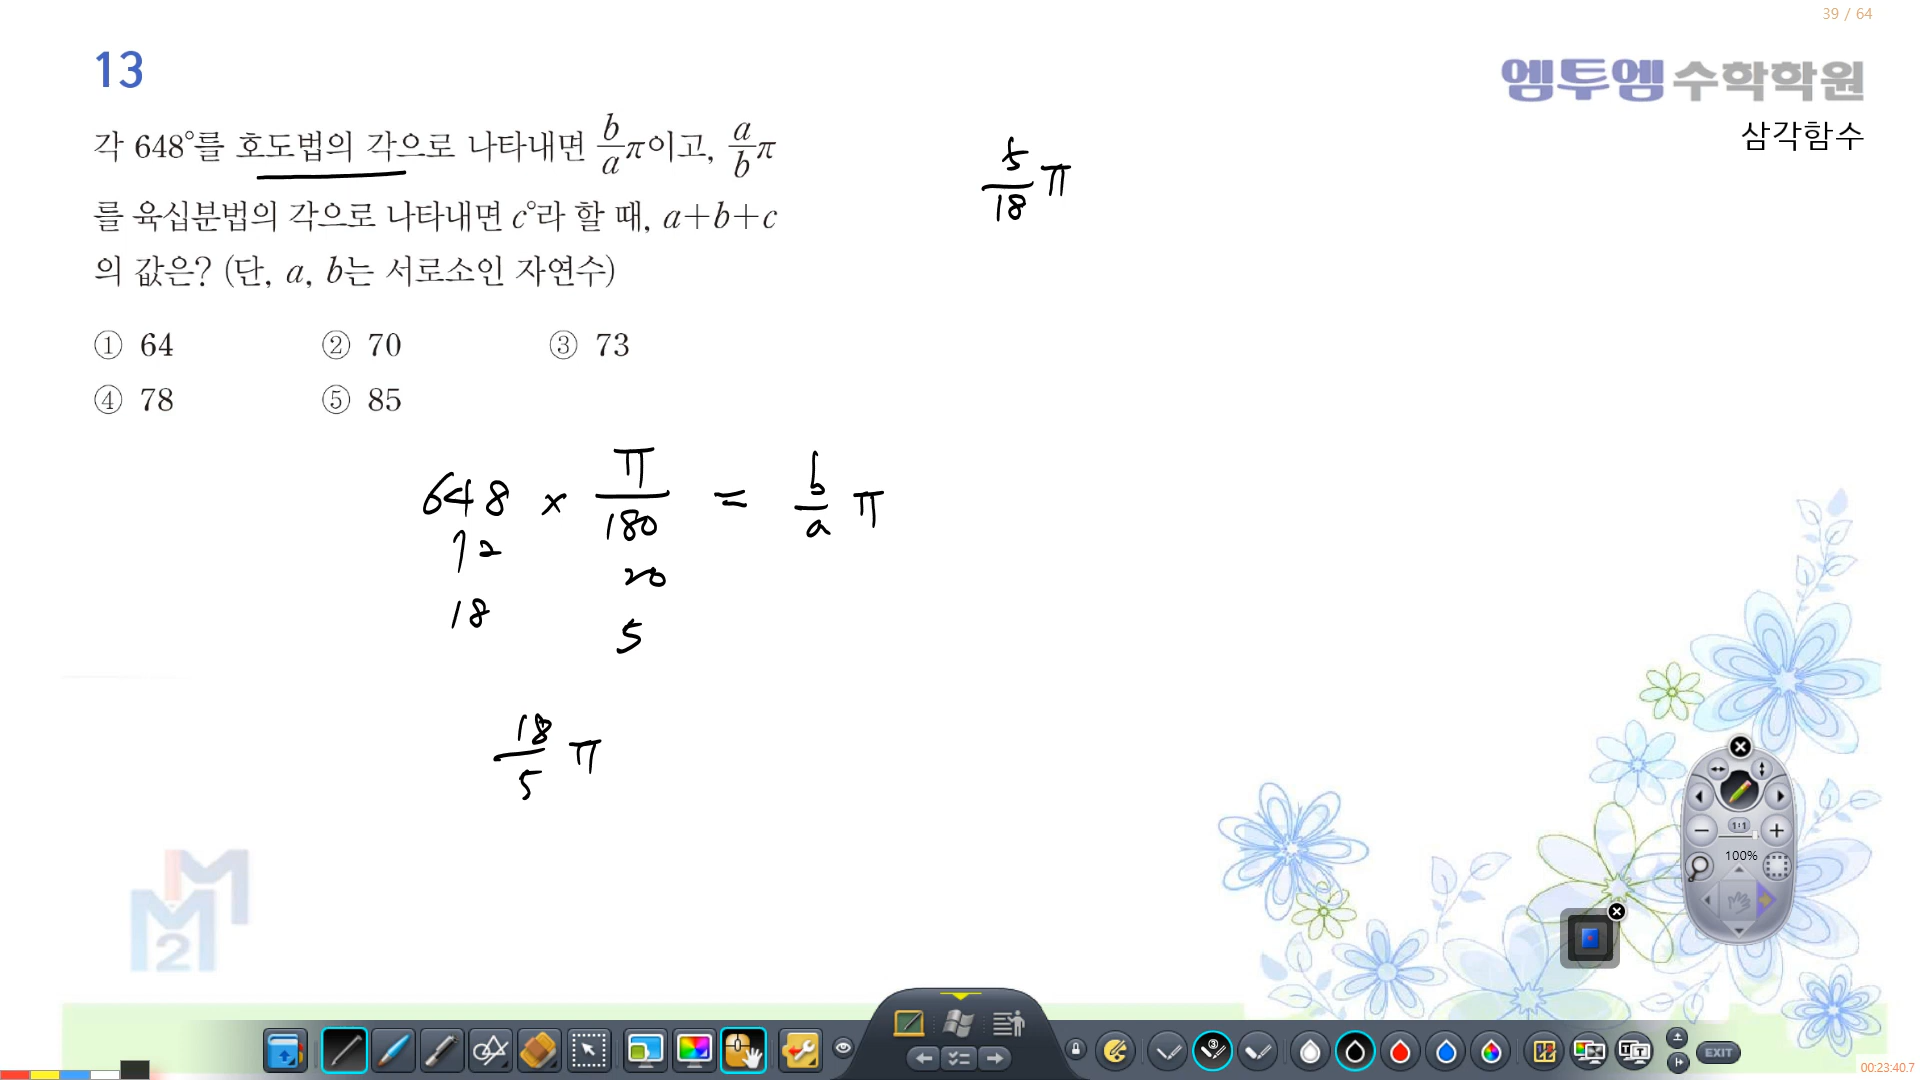 39 / 64
13
엠투엠수학학원
삼각함수
각 648°를 호도법의 각으로 나타내면 b/a π이고, a/b π
를 육십분법의 각으로 나타내면 c°라 할 때, a+b+c
의 값은? (단, a, b는 서로소인 자연수)
① 64 ② 70 ③ 73
④ 78 ⑤ 85
5/18 π
648 × π/180 = b/a π
72 20
18 5
18/5 π
M2M
1:1
100%
EXIT
00:23:40.7